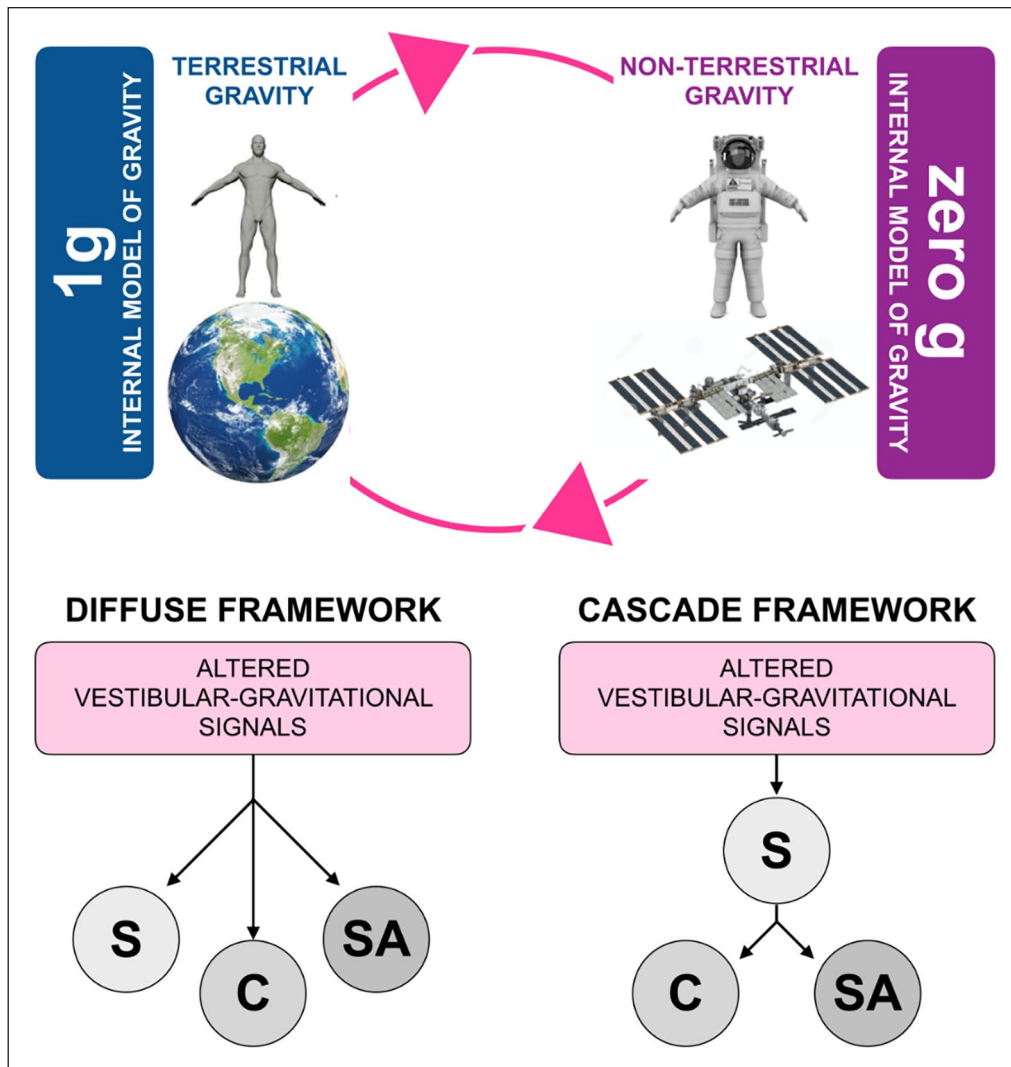 1g
INTERNAL MODEL OF GRAVITY
TERRESTRIAL
GRAVITY
NON-TERRESTRIAL
GRAVITY
zero g
INTERNAL MODEL OF GRAVITY
DIFFUSE FRAMEWORK
ALTERED
VESTIBULAR-GRAVITATIONAL
SIGNALS
S
C
SA
CASCADE FRAMEWORK
ALTERED
VESTIBULAR-GRAVITATIONAL
SIGNALS
S
C
SA